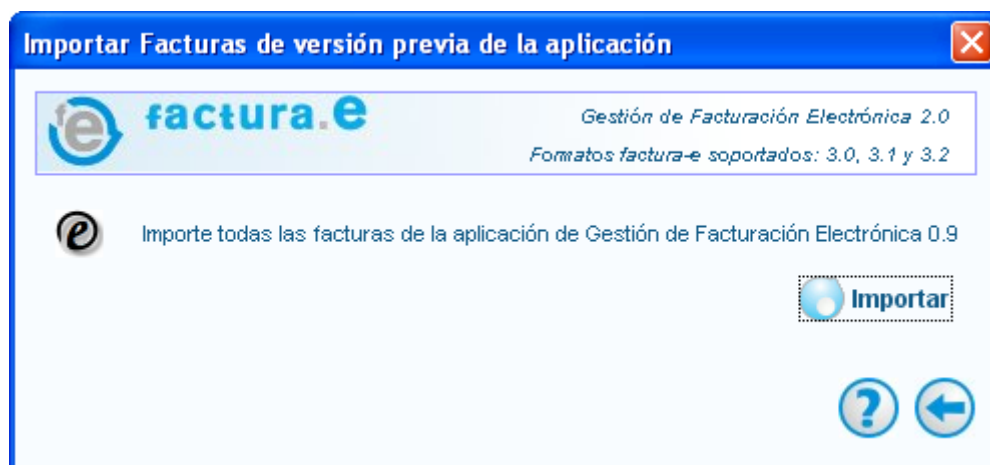 Importar Facturas de versión previa de la aplicación
fe factura.e
Gestión de Facturación Electrónica 2.0
Formatos factura-e soportados: 3.0, 3.1 y 3.2
e Importe todas las facturas de la aplicación de Gestión de Facturación Electrónica 0.9
Importar
?